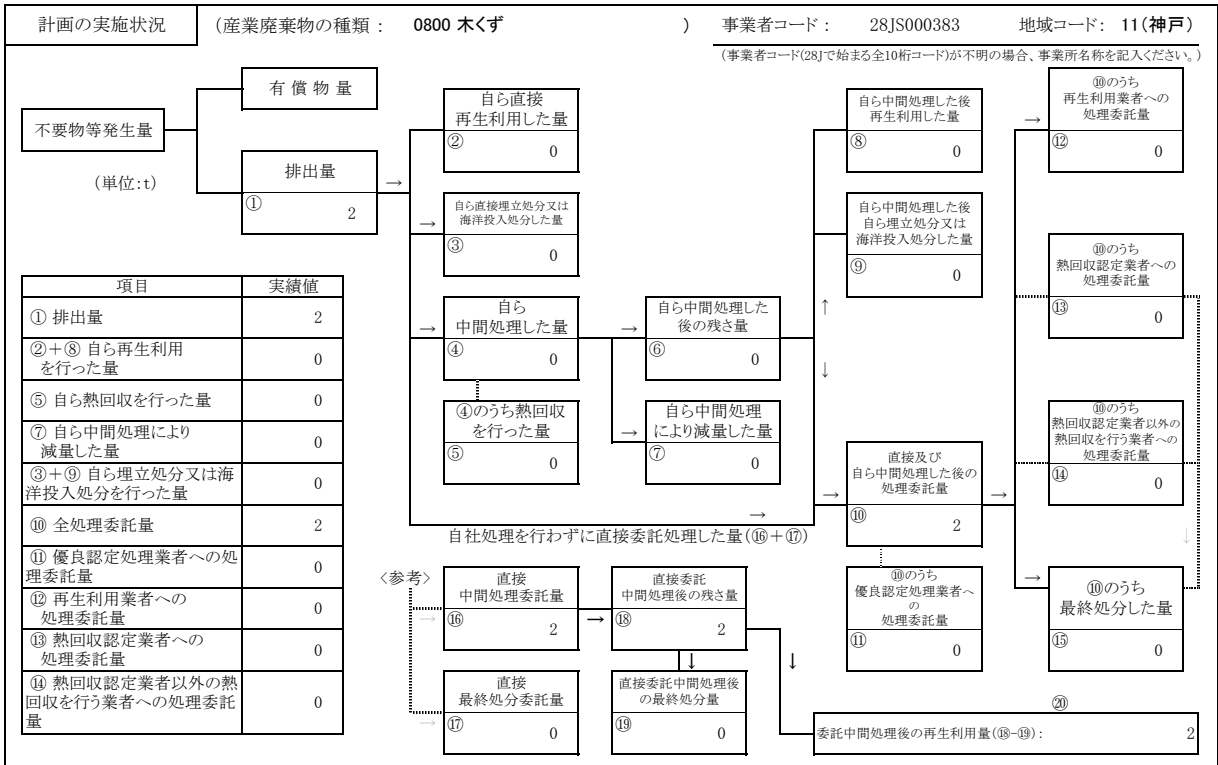 計画の実施状況
(産業廃棄物の種類： 0800 木くず )
事業者コード： 28JS000383 地域コード： 11(神戸)
(事業者コード(28Jで始まる全10桁コード)が不明の場合、事業所名称を記入ください。)
不要物等発生量
(単位:t)
有償物量
排出量
① 2
→
自ら直接
再生利用した量
② 0
→
自ら直接埋立処分又は
海洋投入処分した量
③ 0
→
自ら
中間処理した量
④ 0
④のうち熱回収
を行った量
⑤ 0
→
自ら中間処理した
後の残さ量
⑥ 0
→
自ら中間処理
により減量した量
⑦ 0
自ら中間処理した後
再生利用した量
⑧ 0
自ら中間処理した後
自ら埋立処分又は
海洋投入処分した量
⑨ 0
↑
↓
→
直接及び
自ら中間処理した後の
処理委託量
⑩ 2
→
⑩のうち
優良認定処理業者へ
の
処理委託量
⑪ 0
→
⑩のうち
再生利用業者への
処理委託量
⑫ 0
⑩のうち
熱回収認定業者への
処理委託量
⑬ 0
⑩のうち
熱回収認定業者以外の
熱回収を行う業者への
処理委託量
⑭ 0
↓
→
⑩のうち
最終処分した量
⑮ 0
→
自社処理を行わずに直接委託処理した量(⑯＋⑰)
〈参考〉
→
直接
中間処理委託量
⑯ 2
→
直接委託
中間処理後の残さ量
⑱ 2
↓
↓
→
直接
最終処分委託量
⑰ 0
直接委託中間処理後
の最終処分量
⑲ 0
⑳
委託中間処理後の再生利用量(⑱-⑲)： 2
項目 実績値
① 排出量 2
②＋⑧ 自ら再生利用
を行った量 0
⑤ 自ら熱回収を行った量 0
⑦ 自ら中間処理により
減量した量 0
③＋⑨ 自ら埋立処分又は海
洋投入処分を行った量 0
⑩ 全処理委託量 2
⑪ 優良認定処理業者への処
理委託量 0
⑫ 再生利用業者への
処理委託量 0
⑬ 熱回収認定業者への
処理委託量 0
⑭ 熱回収認定業者以外の熱
回収を行う業者への処理委託
量 0